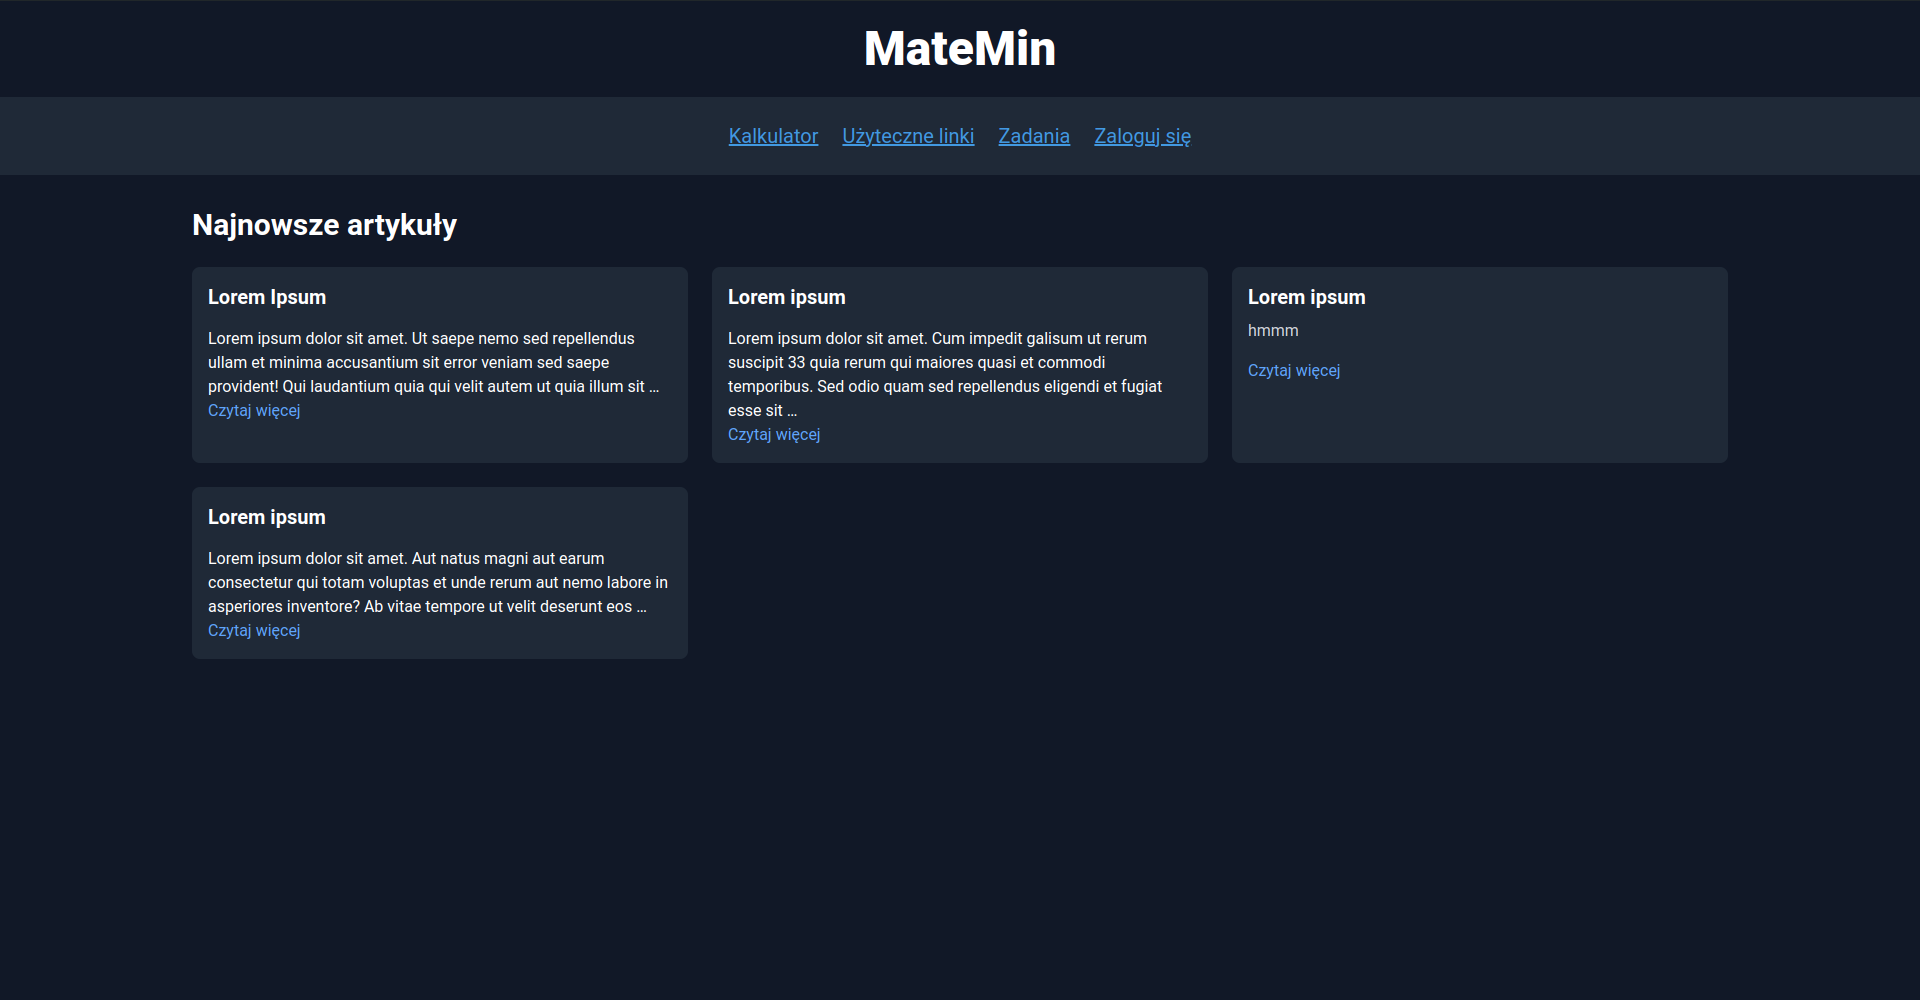 MateMin
Kalkulator Użyteczne linki Zadania Zaloguj się
Najnowsze artykuły
Lorem Ipsum
Lorem ipsum dolor sit amet. Ut saepe nemo sed repellendus
ullam et minima accusantium sit error veniam sed saepe
provident! Qui laudantium quia qui velit autem ut quia illum sit ...
Czytaj więcej
Lorem ipsum
Lorem ipsum dolor sit amet. Cum impedit galisum ut rerum
suscipit 33 quia rerum qui maiores quasi et commodi
temporibus. Sed odio quam sed repellendus eligendi et fugiat
esse sit ...
Czytaj więcej
Lorem ipsum
hmmm
Czytaj więcej
Lorem ipsum
Lorem ipsum dolor sit amet. Aut natus magni aut earum
consectetur qui totam voluptas et unde rerum aut nemo labore in
asperiores inventore? Ab vitae tempore ut velit deserunt eos ...
Czytaj więcej